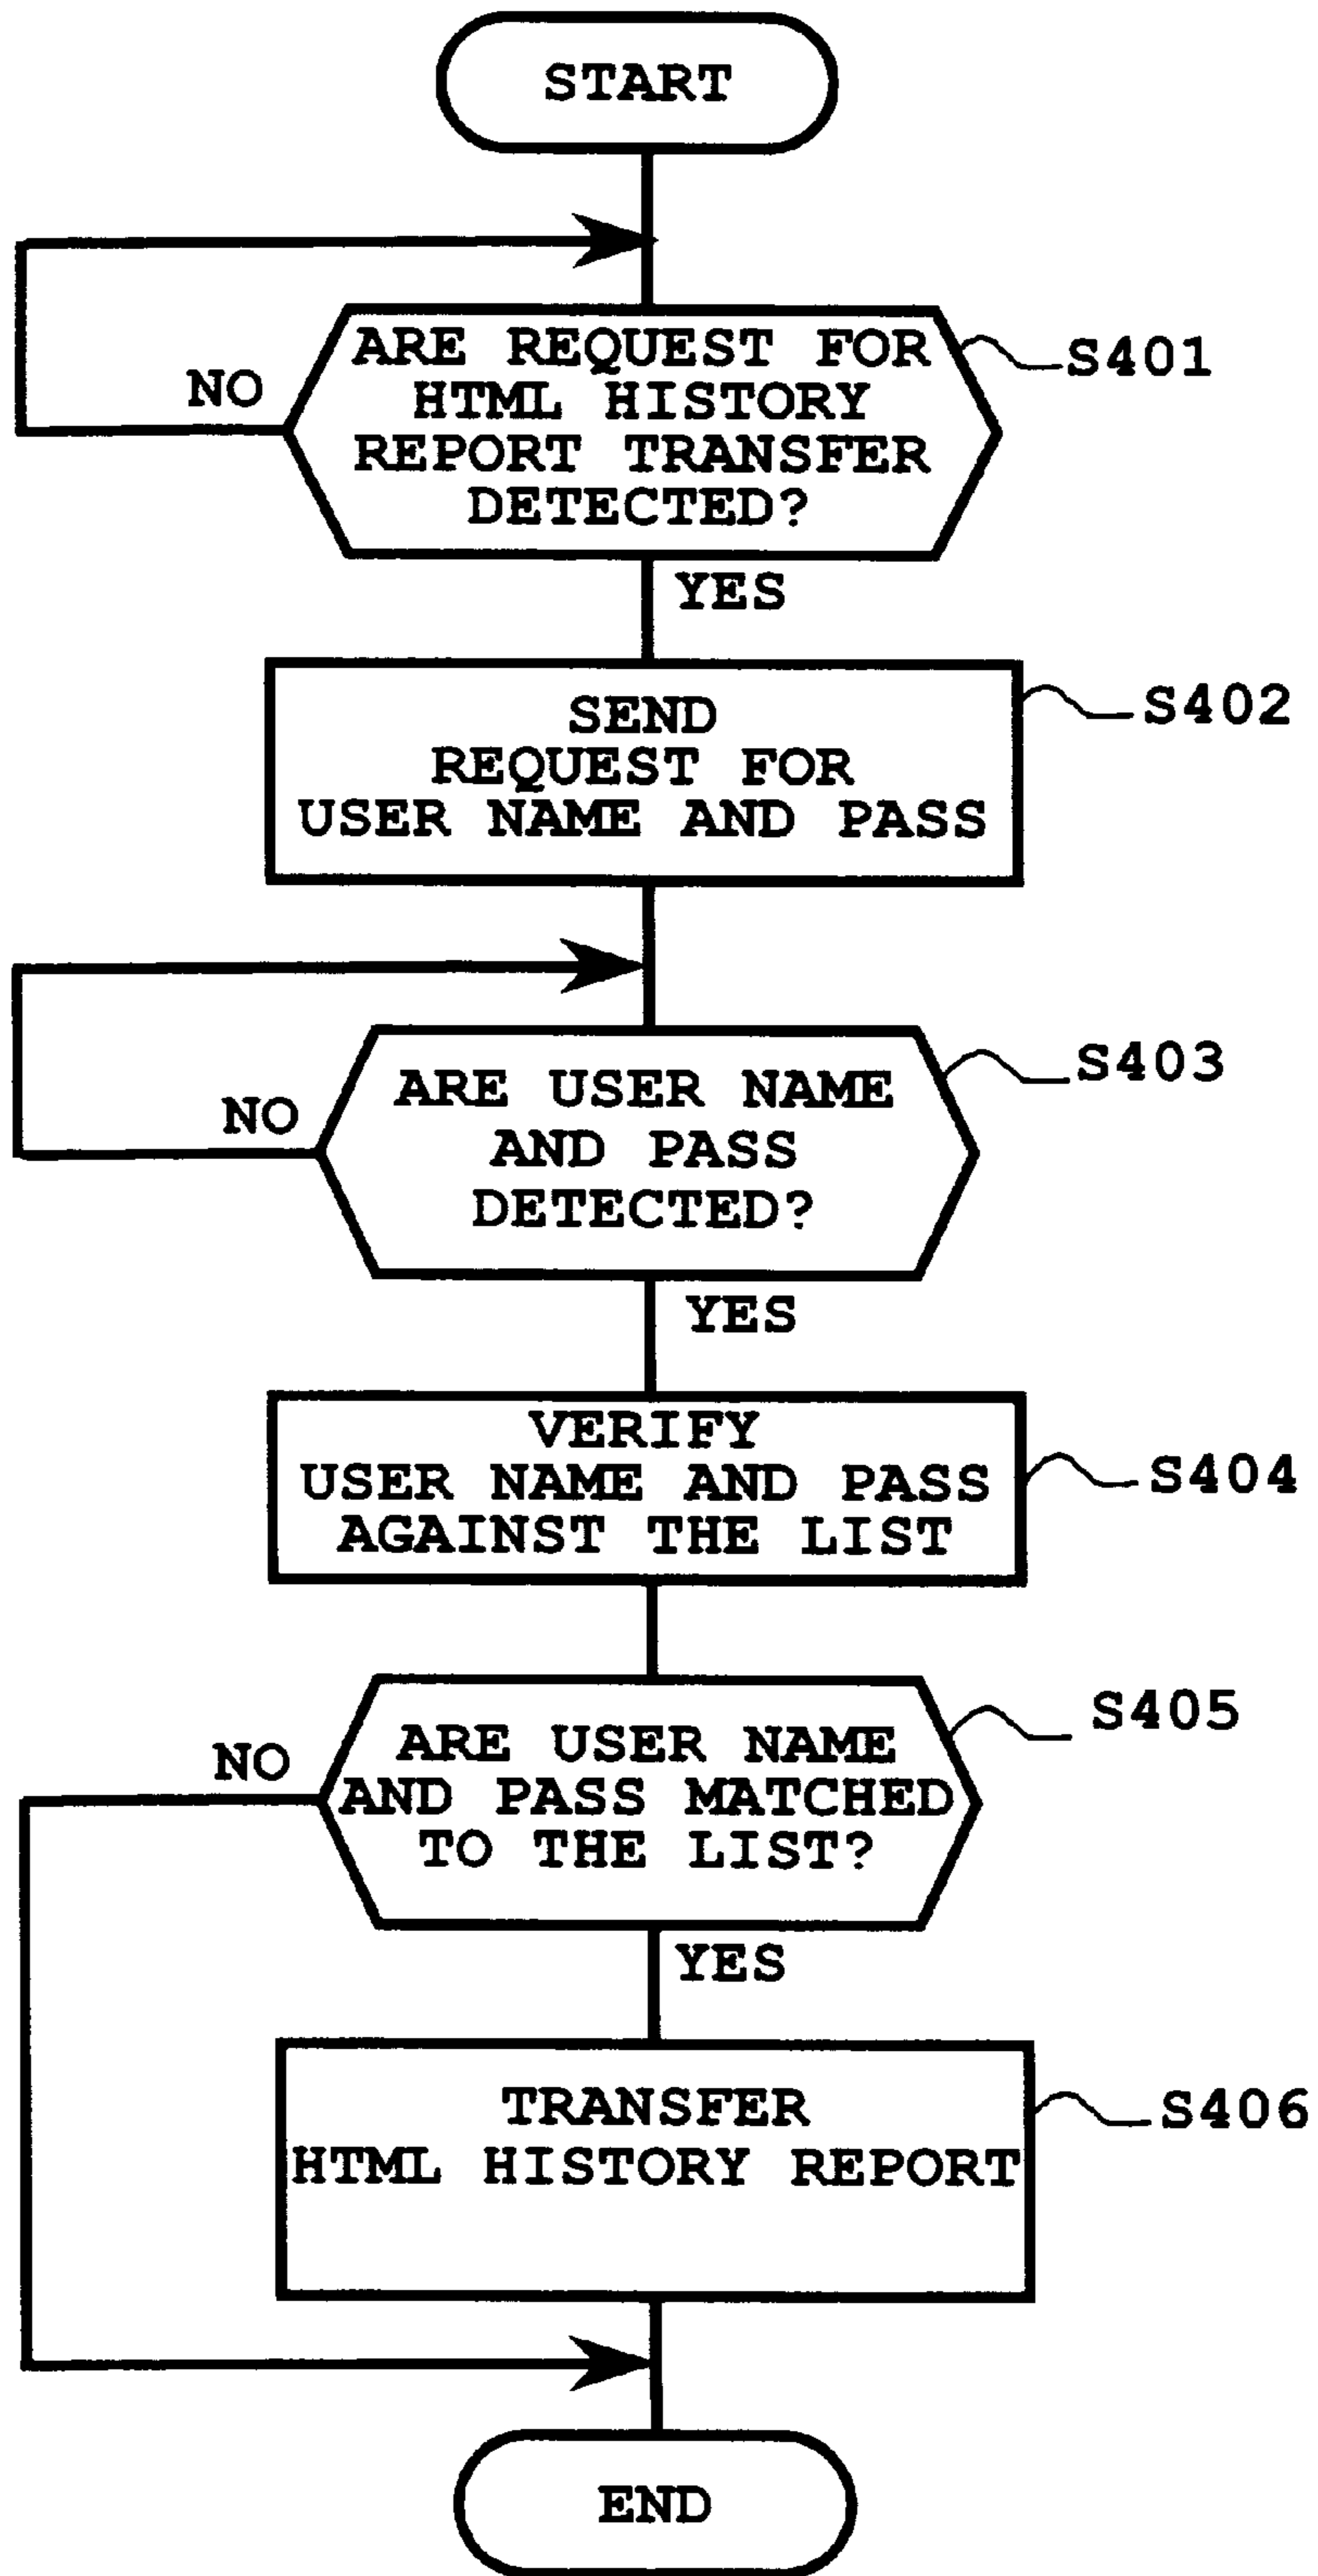 START
ARE REQUEST FOR
HTML HISTORY
REPORT TRANSFER
DETECTED?
S401
NO
YES
SEND
REQUEST FOR
USER NAME AND PASS
S402
ARE USER NAME
AND PASS
DETECTED?
S403
NO
YES
VERIFY
USER NAME AND PASS
AGAINST THE LIST
S404
ARE USER NAME
AND PASS MATCHED
TO THE LIST?
S405
NO
YES
TRANSFER
HTML HISTORY REPORT
S406
END